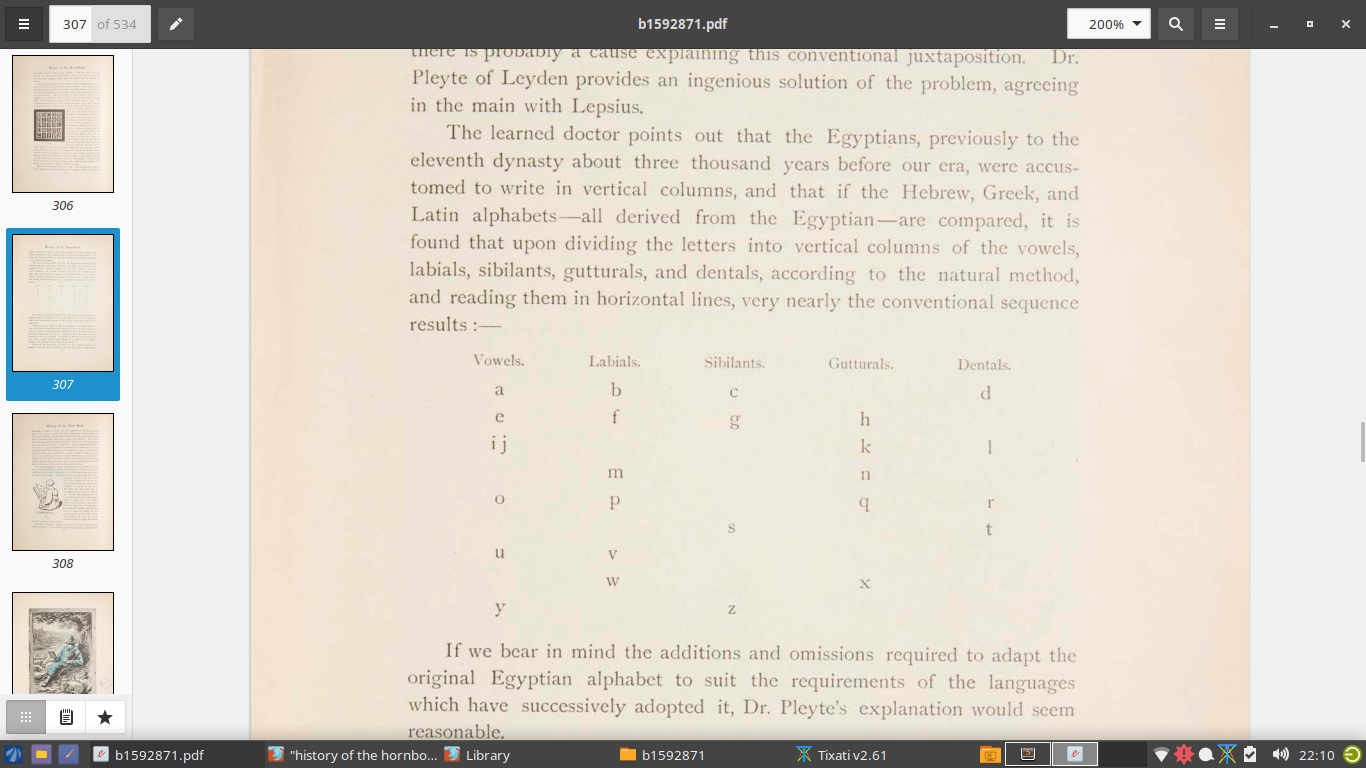 307 of 534
b1592871.pdf
200%
306
307
308
there is probably a cause explaining this conventional juxtaposition. Dr.
Pleyte of Leyden provides an ingenious solution of the problem, agreeing
in the main with Lepsius.
The learned doctor points out that the Egyptians, previously to the
eleventh dynasty about three thousand years before our era, were accus-
tomed to write in vertical columns, and that if the Hebrew, Greek, and
Latin alphabets—all derived from the Egyptian—are compared, it is
found that upon dividing the letters into vertical columns of the vowels,
labials, sibilants, gutturals, and dentals, according to the natural method,
and reading them in horizontal lines, very nearly the conventional sequence
results :—
Vowels. Labials. Sibilants. Gutturals. Dentals.
a b c d
e f g h
i j k l
m n
o p q r
s t
u v
w x
y z
If we bear in mind the additions and omissions required to adapt the
original Egyptian alphabet to suit the requirements of the languages
which have successively adopted it, Dr. Pleyte's explanation would seem
reasonable.
b1592871.pdf "history of the hornbo... Library b1592871 Tixati v2.61 22:10